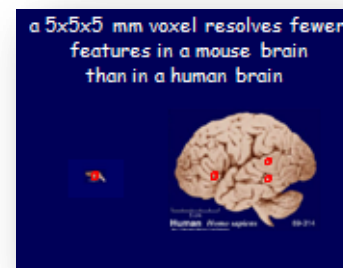 a 5x5x5 mm voxel resolves fewer
features in a mouse brain
than in a human brain
Human